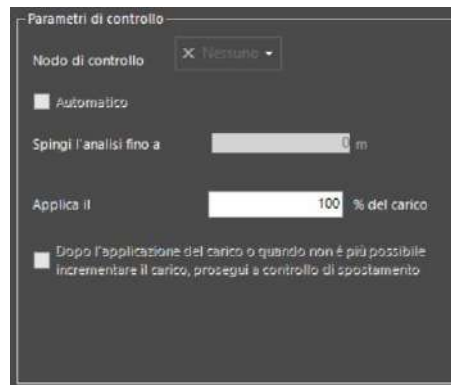 Parametri di controllo
Nodo di controllo
Nessuno
Automatico
Spingi l'analisi fino a
0 m
Applica il
100 % del carico
Dopo l'applicazione del carico o quando non è più possibile
incrementare il carico, prosegui a controllo di spostamento